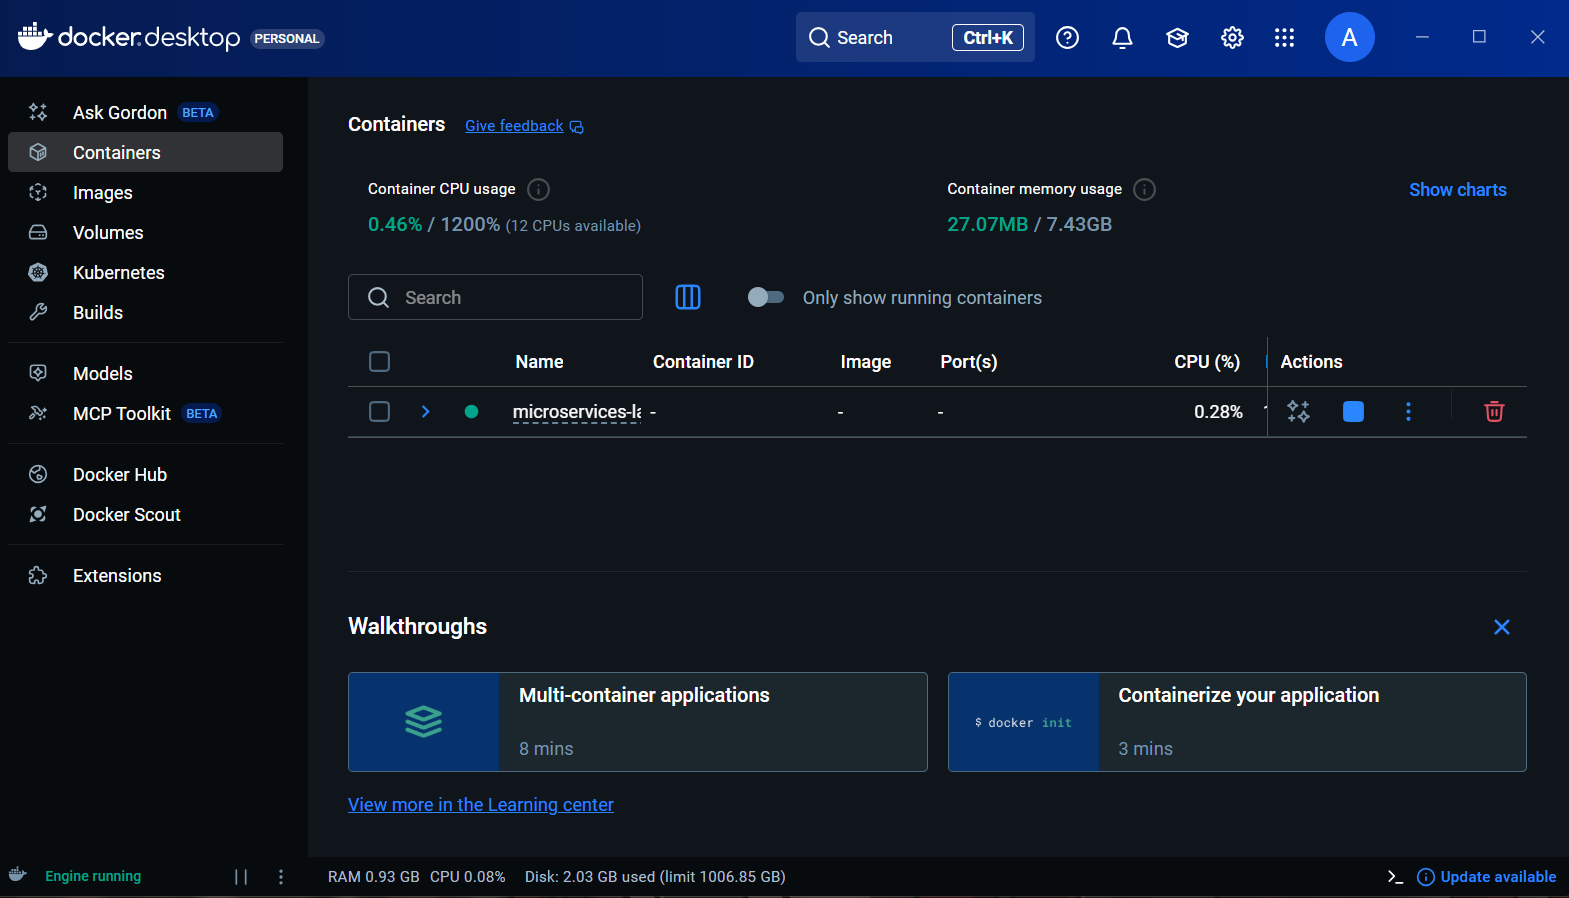 docker.desktop PERSONAL
Search Ctrl+K
A
Ask Gordon BETA
Containers
Images
Volumes
Kubernetes
Builds
Models
MCP Toolkit BETA
Docker Hub
Docker Scout
Extensions
Containers Give feedback
Container CPU usage
0.46% / 1200% (12 CPUs available)
Container memory usage
27.07MB / 7.43GB
Show charts
Search
Only show running containers
Name Container ID Image Port(s) CPU (%) Actions
microservices-la - - - 0.28%
Walkthroughs
Multi-container applications
8 mins
$ docker init
Containerize your application
3 mins
View more in the Learning center
Engine running
RAM 0.93 GB CPU 0.08% Disk: 2.03 GB used (limit 1006.85 GB)
Update available